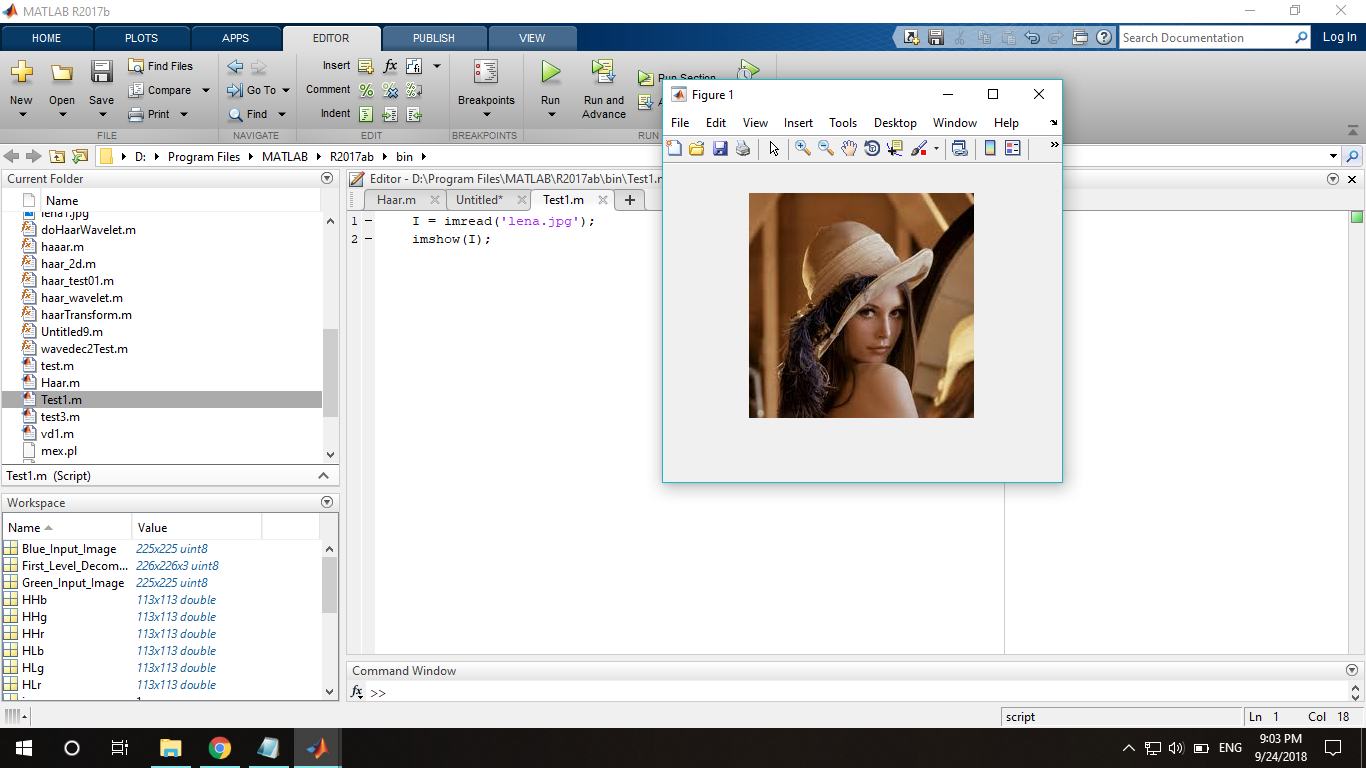 MATLAB R2017b
HOME PLOTS APPS EDITOR PUBLISH VIEW
Search Documentation
Log In
New Open Save
Find Files
Compare
Print
FILE
Go To
Find
NAVIGATE
Insert fx
Comment %
Indent
EDIT
Breakpoints
BREAKPOINTS
Run
Run and
Advance
Run Section
RUN
D: Program Files MATLAB R2017ab bin
Current Folder
Name
lena1.jpg
doHaarWavelet.m
haaar.m
haar_2d.m
haar_test01.m
haar_wavelet.m
haarTransform.m
Untitled9.m
wavedec2Test.m
test.m
Haar.m
Test1.m
test3.m
vd1.m
mex.pl
Test1.m (Script)
Workspace
Name Value
Blue_Input_Image 225x225 uint8
First_Level_Decom... 226x226x3 uint8
Green_Input_Image 225x225 uint8
HHb 113x113 double
HHg 113x113 double
HHr 113x113 double
HLb 113x113 double
HLg 113x113 double
HLr 113x113 double
Editor - D:\Program Files\MATLAB\R2017ab\bin\Test1.m
Haar.m Untitled* Test1.m
1 I = imread('lena.jpg');
2 imshow(I);
Figure 1
File Edit View Insert Tools Desktop Window Help
Command Window
fx >>
script
Ln 1 Col 18
ENG
9:03 PM
9/24/2018